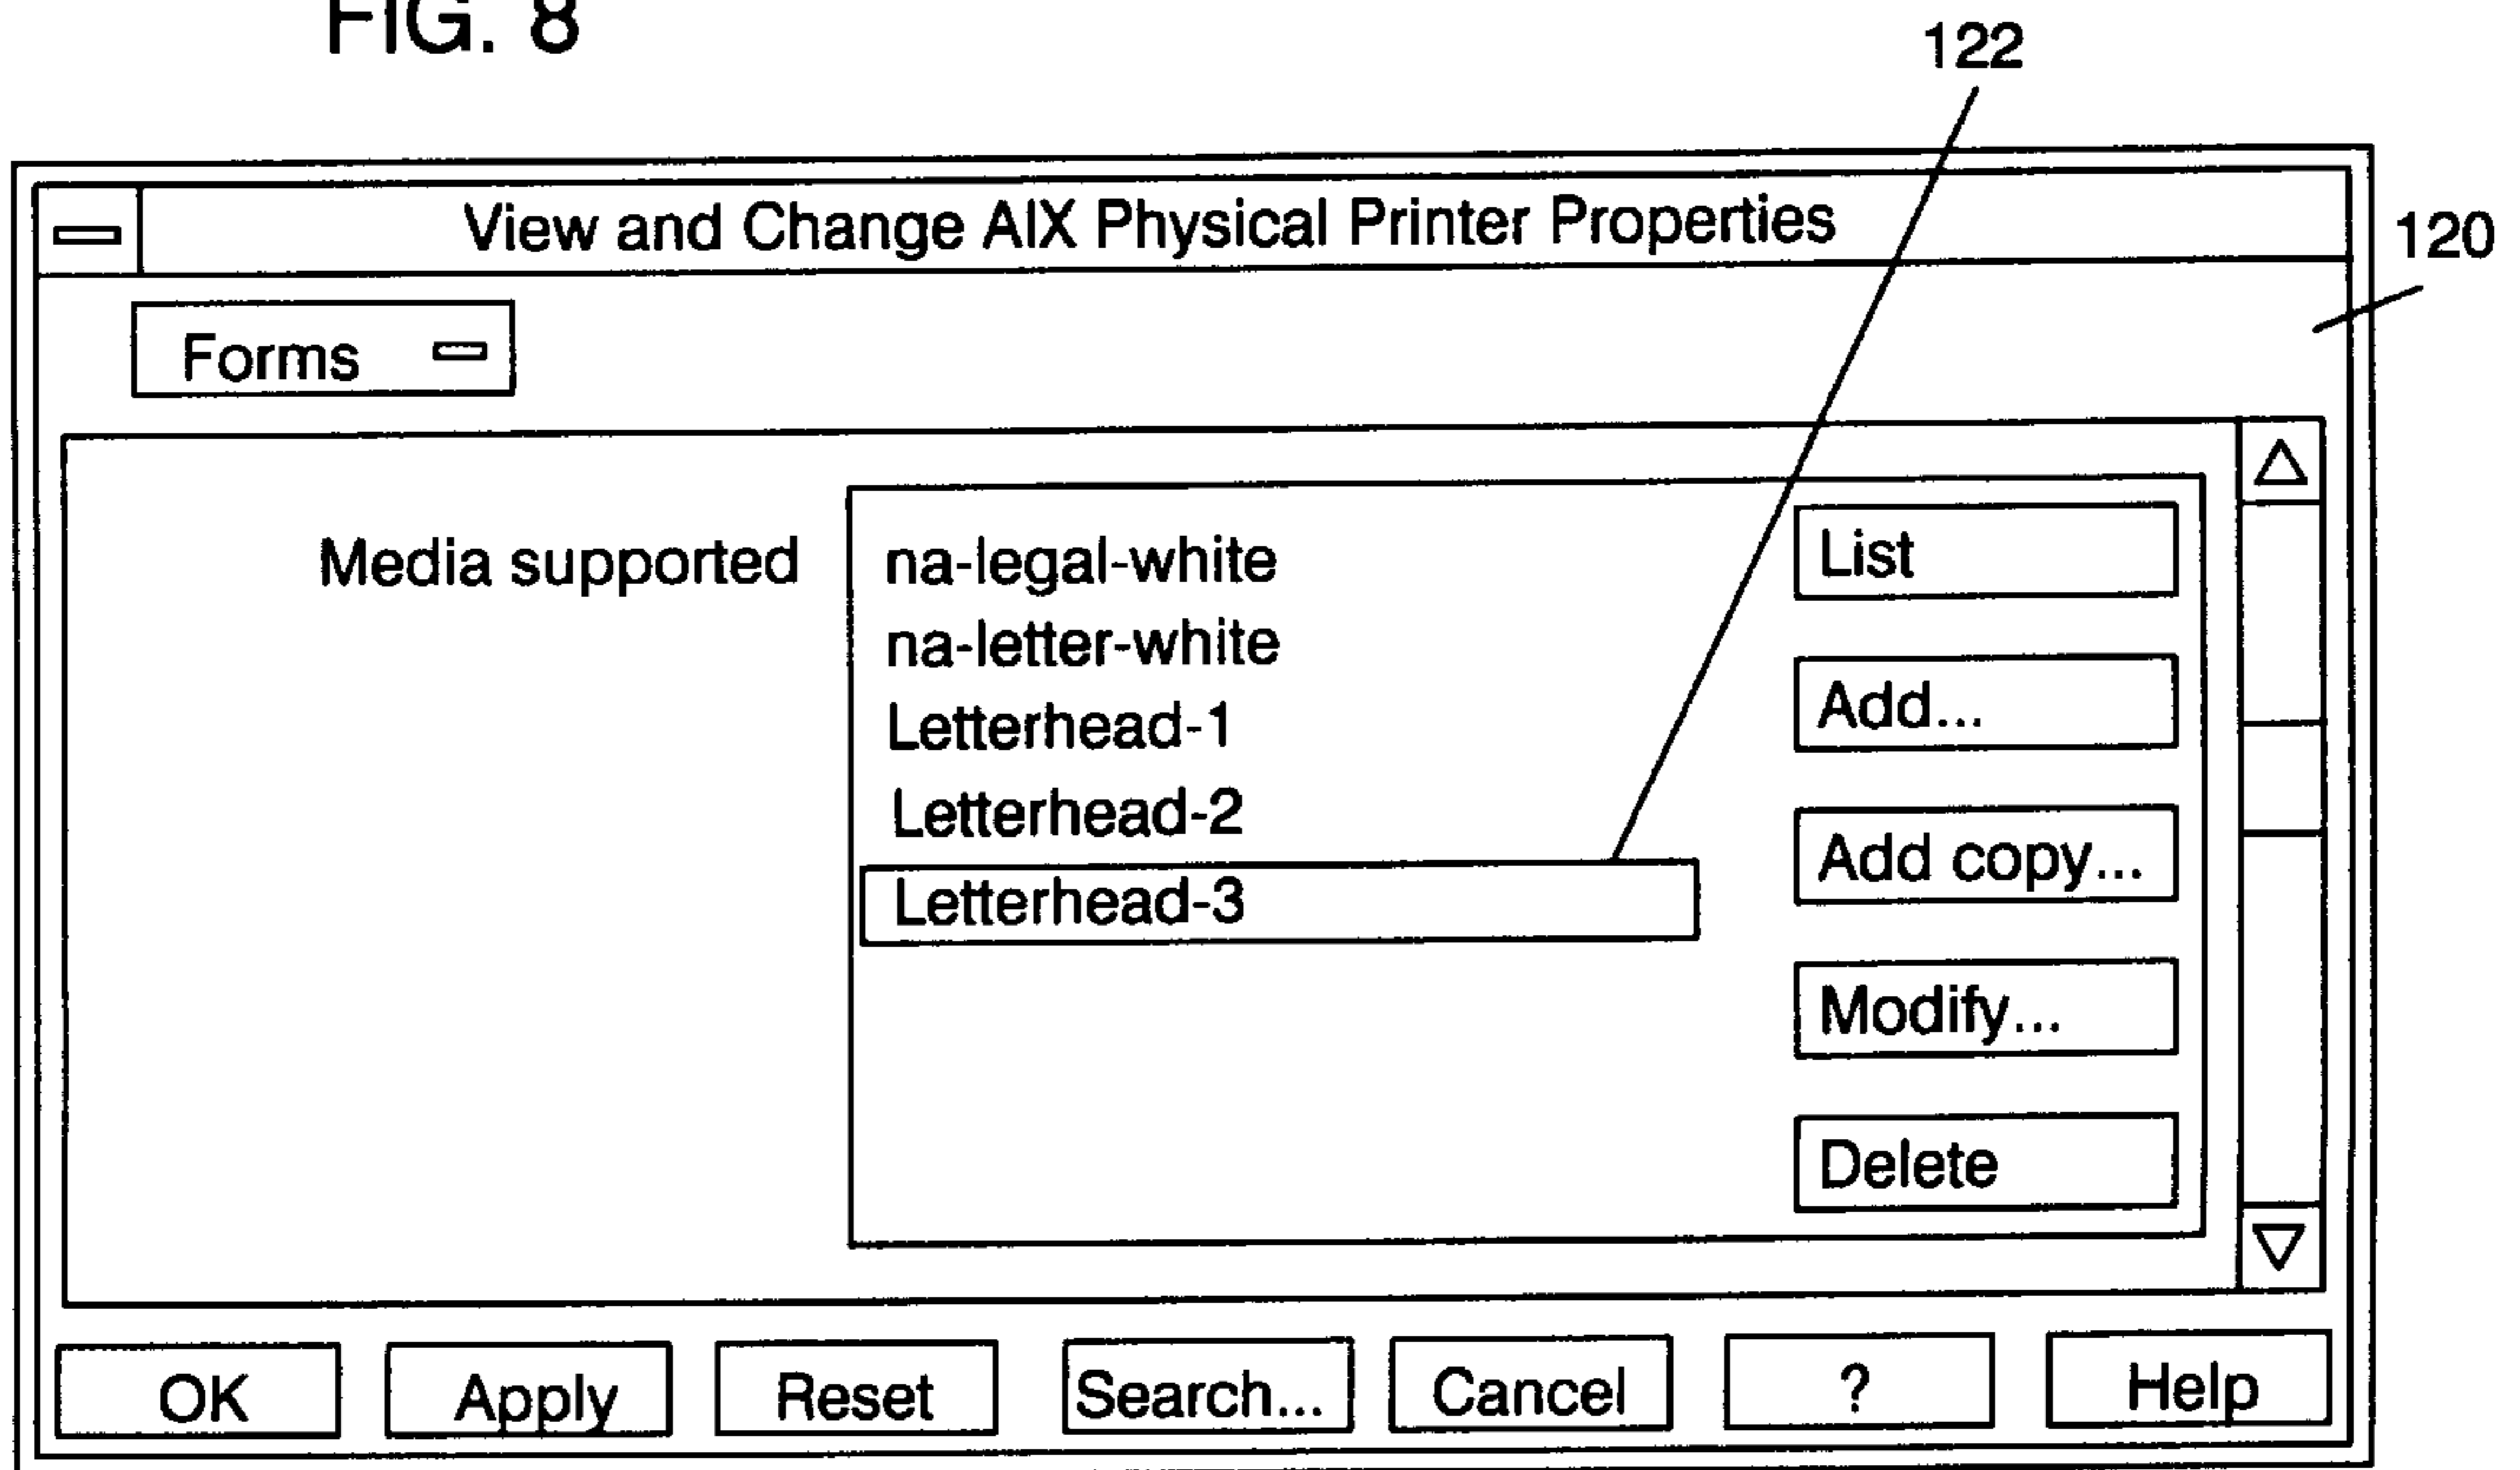 FIG. 8
122
View and Change AIX Physical Printer Properties
120
Forms
Media supported
na-legal-white
na-letter-white
Letterhead-1
Letterhead-2
Letterhead-3
List
Add...
Add copy...
Modify...
Delete
OK
Apply
Reset
Search...
Cancel
?
Help